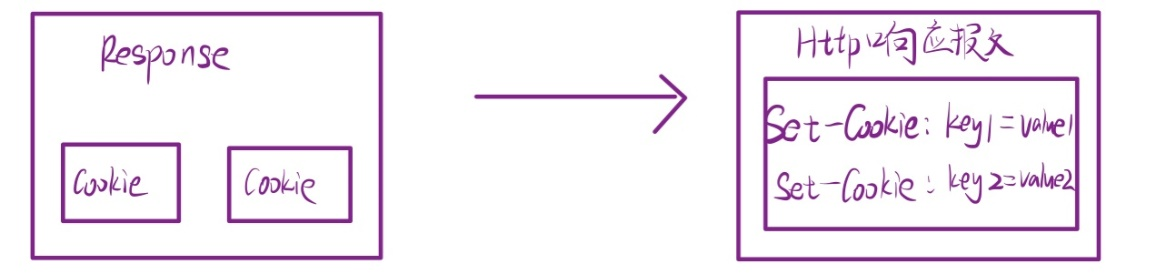 Response
Cookie
Cookie
Http响应报文
Set-Cookie: key1=value1
Set-Cookie: key2=value2